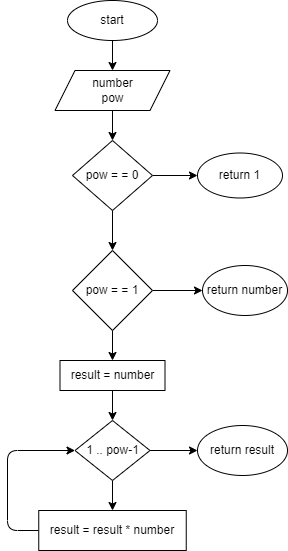 start
number
pow
pow = = 0
return 1
pow = = 1
return number
result = number
1 .. pow-1
return result
result = result * number